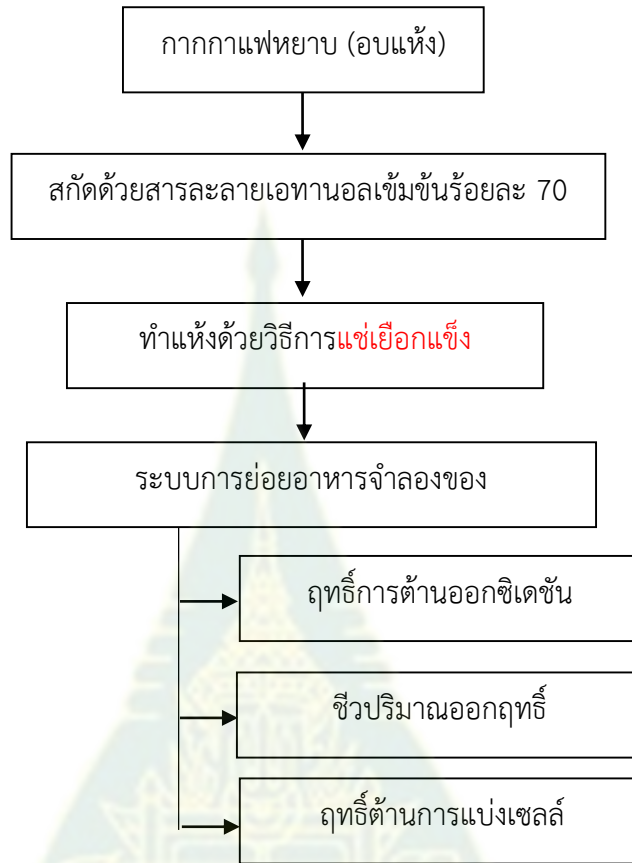 กากกาแฟหยาบ (อบแห้ง)
สกัดด้วยสารละลายเอทานอลเข้มข้นร้อยละ 70
ทำแห้งด้วยวิธีการแช่เยือกแข็ง
ระบบการย่อยอาหารจำลองของ
ฤทธิ์การต้านออกซิเดชัน
ชีวปริมาณออกฤทธิ์
ฤทธิ์ต้านการแบ่งเซลล์